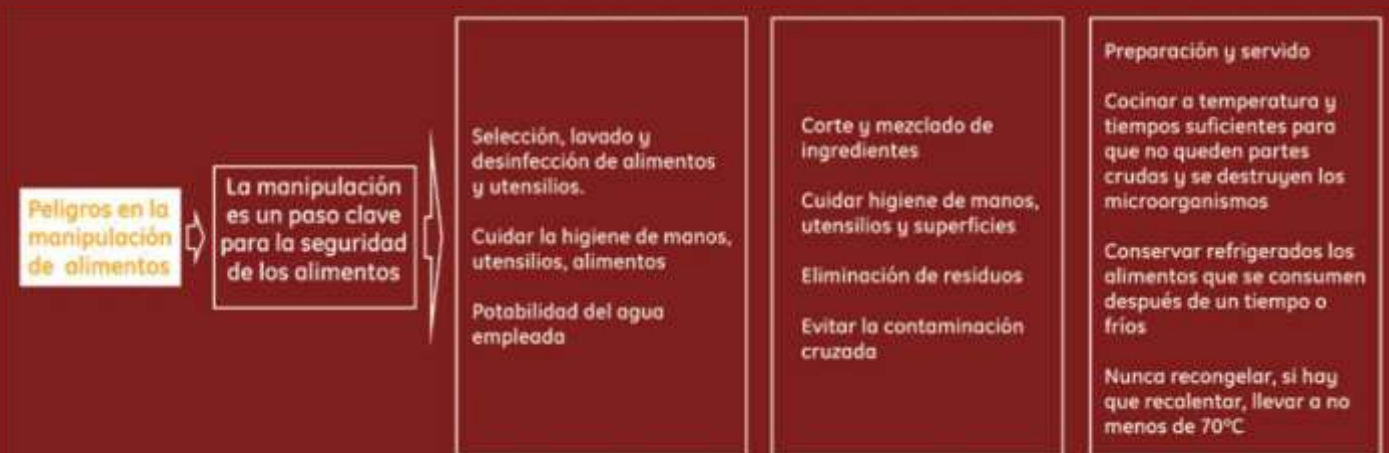 Peligros en la
manipulación
de alimentos
La manipulación
es un paso clave
para la seguridad
de los alimentos
Selección, lavado y
desinfección de alimentos
y utensilios.
Cuidar la higiene de manos,
utensilios, alimentos
Potabilidad del agua
empleada
Corte y mezclado de
ingredientes
Cuidar higiene de manos,
utensilios y superficies
Eliminación de residuos
Evitar la contaminación
cruzada
Preparación y servido
Cocinar a temperatura y
tiempos suficientes para
que no queden partes
crudas y se destruyen los
microorganismos
Conservar refrigerados los
alimentos que se consumen
después de un tiempo o
fríos
Nunca recongelar, si hay
que recalentar, llevar a no
menos de 70°C